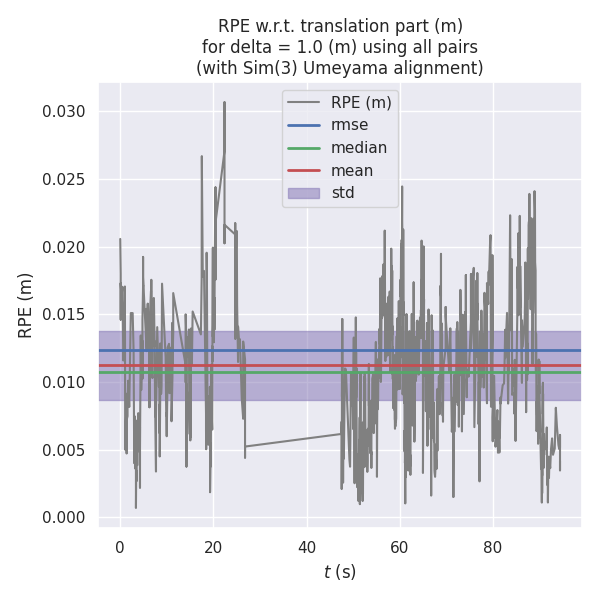 RPE w.r.t. translation part (m)
for delta = 1.0 (m) using all pairs
(with Sim(3) Umeyama alignment)
RPE (m)
rmse
median
mean
std
0.030
0.025
0.020
0.015
0.010
0.005
0.000
RPE (m)
0
20
40
60
80
t (s)